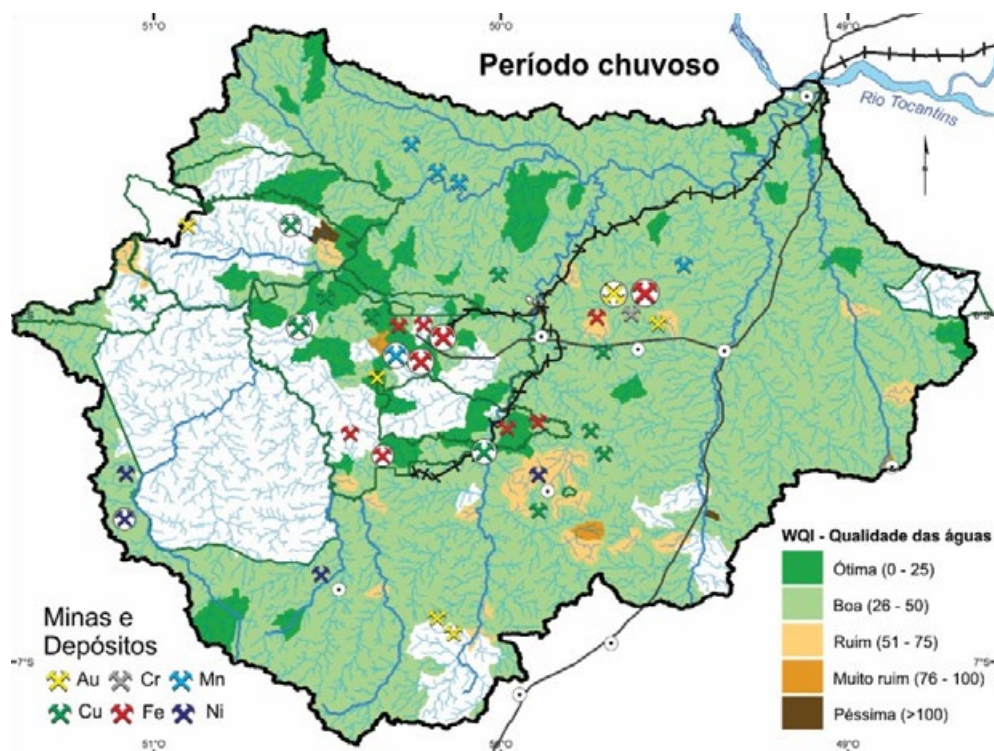 51°O
50°O
49°O
Período chuvoso
Rio Tocantins
WQI - Qualidade das águas
Ótima (0 - 25)
Boa (26 - 50)
Ruim (51 - 75)
Muito ruim (76 - 100)
Péssima (>100)
Minas e
Depósitos
Au Cr Mn
Cu Fe Ni
7°S
7°S
51°O
50°O
49°O